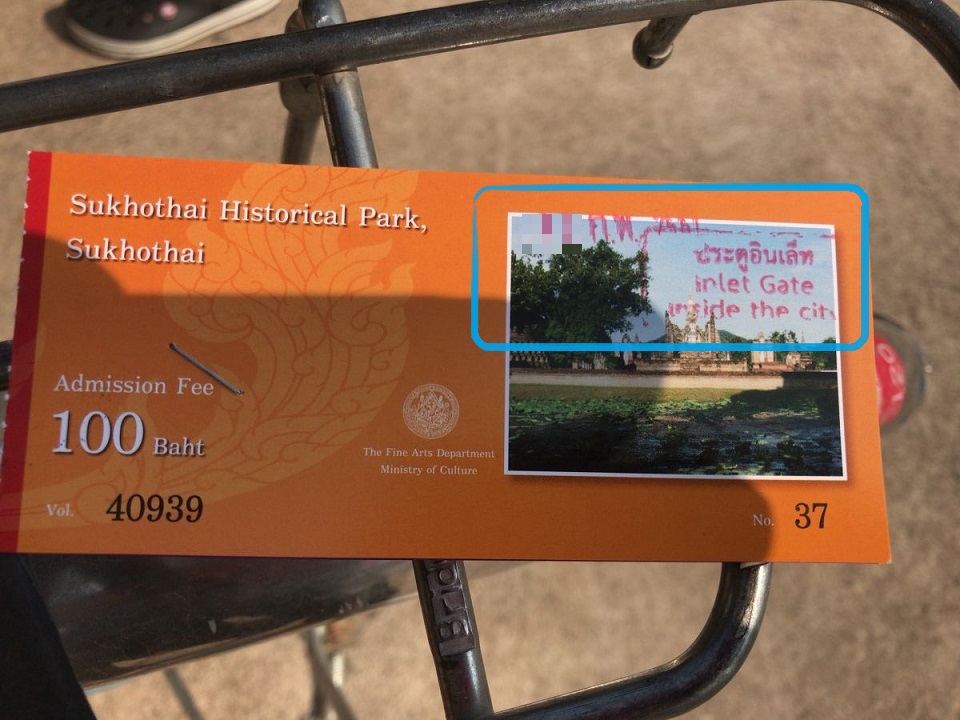 Sukhothai Historical Park,
Sukhothai
ประตูอินเล็ท
inlet Gate
inside the city
Admission Fee
100 Baht
The Fine Arts Department
Ministry of Culture
Vol. 40939
No. 37